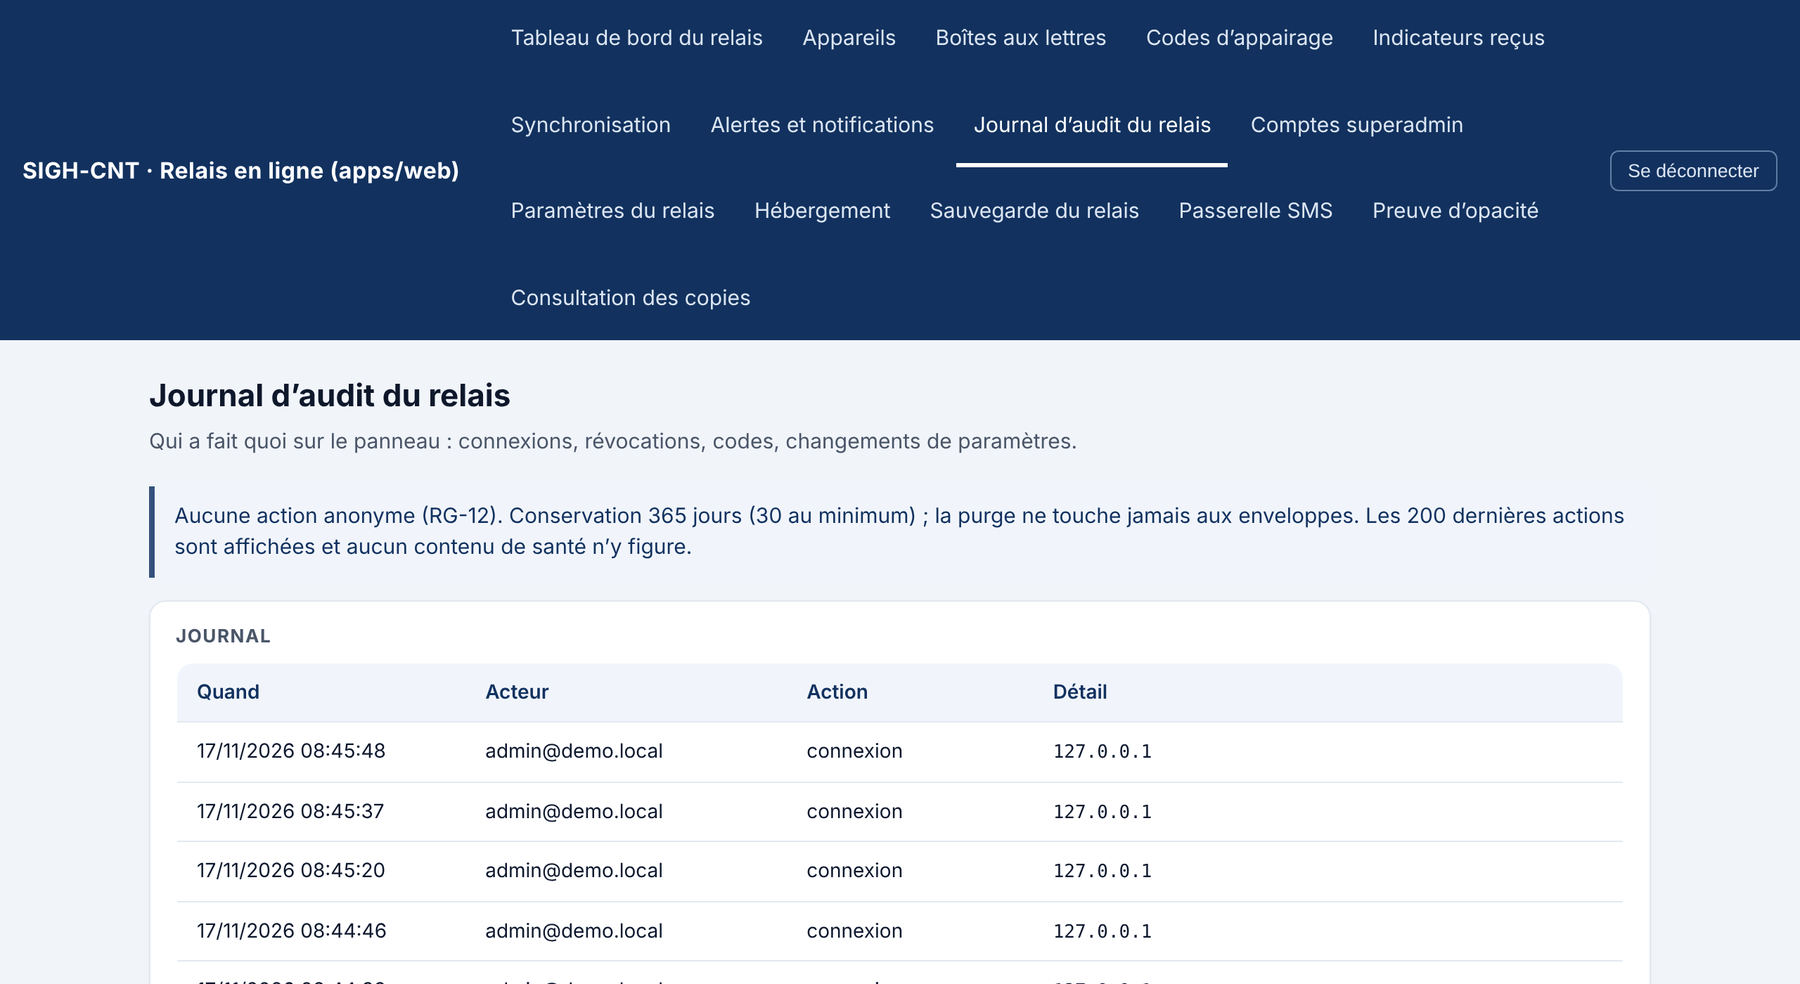 Tableau de bord du relais Appareils Boîtes aux lettres Codes d’appairage Indicateurs reçus
Synchronisation Alertes et notifications Journal d’audit du relais Comptes superadmin
SIGH-CNT · Relais en ligne (apps/web)
Se déconnecter
Paramètres du relais Hébergement Sauvegarde du relais Passerelle SMS Preuve d’opacité
Consultation des copies
Journal d’audit du relais
Qui a fait quoi sur le panneau : connexions, révocations, codes, changements de paramètres.
Aucune action anonyme (RG-12). Conservation 365 jours (30 au minimum) ; la purge ne touche jamais aux enveloppes. Les 200 dernières actions
sont affichées et aucun contenu de santé n’y figure.
JOURNAL
Quand Acteur Action Détail
17/11/2026 08:45:48 admin@demo.local connexion 127.0.0.1
17/11/2026 08:45:37 admin@demo.local connexion 127.0.0.1
17/11/2026 08:45:20 admin@demo.local connexion 127.0.0.1
17/11/2026 08:44:46 admin@demo.local connexion 127.0.0.1